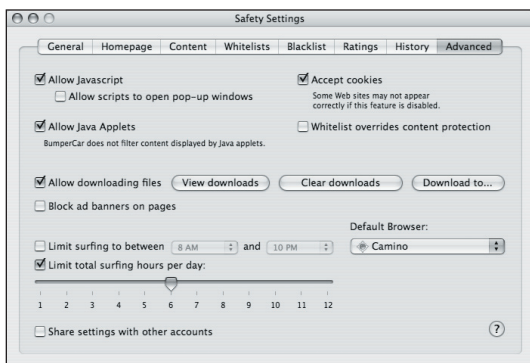 Safety Settings
General Homepage Content Whitelists Blacklist Ratings History Advanced
Allow Javascript
Allow scripts to open pop-up windows
Accept cookies
Some Web sites may not appear
correctly if this feature is disabled.
Allow Java Applets
BumperCar does not filter content displayed by Java applets.
Whitelist overrides content protection
Allow downloading files View downloads Clear downloads Download to...
Block ad banners on pages
Default Browser:
Limit surfing to between 8 AM and 10 PM Camino
Limit total surfing hours per day:
1 2 3 4 5 6 7 8 9 10 11 12
Share settings with other accounts ?